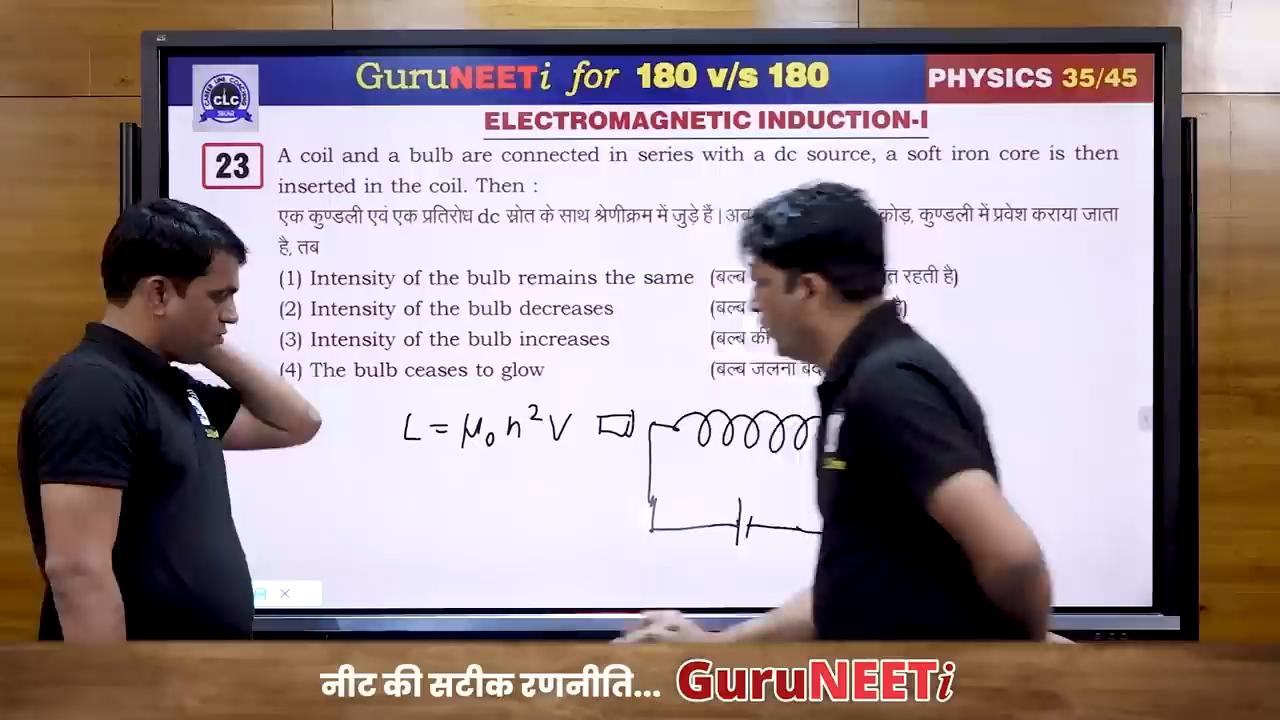 GuruNEETi for 180 v/s 180
PHYSICS 35/45
CLC
SIKAR
ELECTROMAGNETIC INDUCTION-I
23
A coil and a bulb are connected in series with a dc source, a soft iron core is then
inserted in the coil. Then :
एक कुण्डली एवं एक प्रतिरोध dc स्रोत के साथ श्रेणीक्रम में जुड़े हैं। अब कोड़, कुण्डली में प्रवेश कराया जाता
है, तब
(1) Intensity of the bulb remains the same (बल्ब रहती है)
(2) Intensity of the bulb decreases (बल्ब
(3) Intensity of the bulb increases (बल्ब की
(4) The bulb ceases to glow (बल्ब जलना
L = μ₀ n² V
नीट की सटीक रणनीति... GuruNEETi